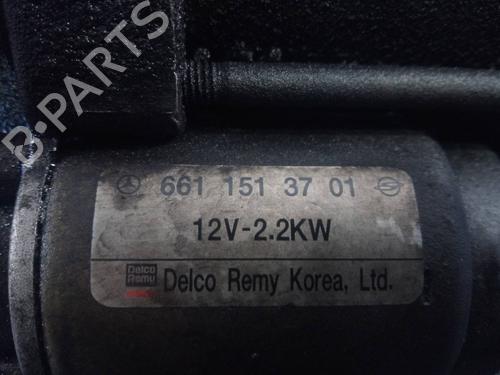 B-PARTS
661 151 37 01
12V-2.2KW
Delco
Remy
Delco Remy Korea, Ltd.